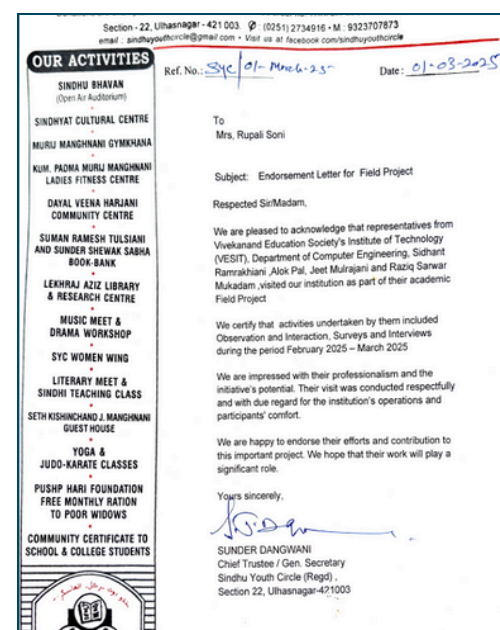 Section - 22, Ulhasnagar - 421 003. : (0251) 2734916 • M.: 9323707873
email : sindhuyouthcircle@gmail.com • Visit us at facebook.com/sindhuyouthcircle
OUR ACTIVITIES
SINDHU BHAVAN
(Open Air Auditorium)
SINDHYAT CULTURAL CENTRE
MURIJ MANGHNANI GYMKHANA
KUM. PADMA MURIJ MANGHNANI
LADIES FITNESS CENTRE
DAYAL VEENA HARJANI
COMMUNITY CENTRE
SUMAN RAMESH TULSIANI
AND SUNDER SHEWAK SABHA
BOOK-BANK
LEKHRAJ AZIZ LIBRARY
& RESEARCH CENTRE
MUSIC MEET &
DRAMA WORKSHOP
SYC WOMEN WING
LITERARY MEET &
SINDHI TEACHING CLASS
SETH KISHINCHAND J. MANGHNANI
GUEST HOUSE
YOGA &
JUDO-KARATE CLASSES
PUSHP HARI FOUNDATION
FREE MONTHLY RATION
TO POOR WIDOWS
COMMUNITY CERTIFICATE TO
SCHOOL & COLLEGE STUDENTS
Ref. No.: SYC/01-March-25-
Date: 01-03-2025
To
Mrs, Rupali Soni
Subject: Endorsement Letter for Field Project
Respected Sir/Madam,
We are pleased to acknowledge that representatives from
Vivekanand Education Society's Institute of Technology
(VESIT), Department of Computer Engineering, Sidhant
Ramrakhiani ,Alok Pal, Jeet Mulrajani and Raziq Sarwar
Mukadam ,visited our institution as part of their academic
Field Project
We certify that activities undertaken by them included
Observation and Interaction, Surveys and Interviews
during the period February 2025 – March 2025
We are impressed with their professionalism and the
initiative's potential. Their visit was conducted respectfully
and with due regard for the institution's operations and
participants' comfort.
We are happy to endorse their efforts and contribution to
this important project. We hope that their work will play a
significant role.
Yours sincerely,
SUNDER DANGWANI
Chief Trustee / Gen. Secretary
Sindhu Youth Circle (Regd) ,
Section 22, Ulhasnagar-421003